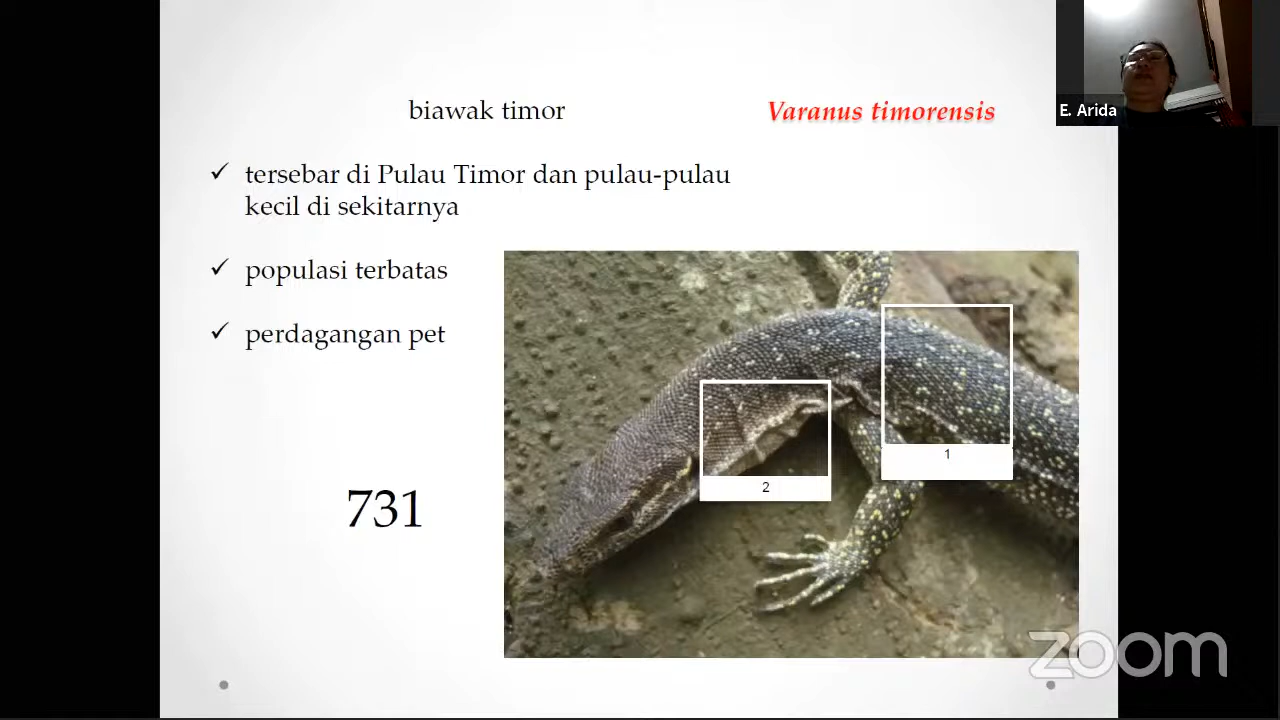 biawak timor
Varanus timorensis
E. Arida
✓ tersebar di Pulau Timor dan pulau-pulau
kecil di sekitarnya
✓ populasi terbatas
✓ perdagangan pet
1
2
731
zoom